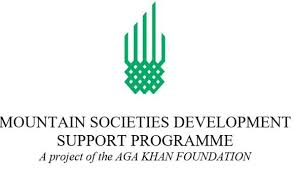 MOUNTAIN SOCIETIES DEVELOPMENT
SUPPORT PROGRAMME
A project of the AGA KHAN FOUNDATION